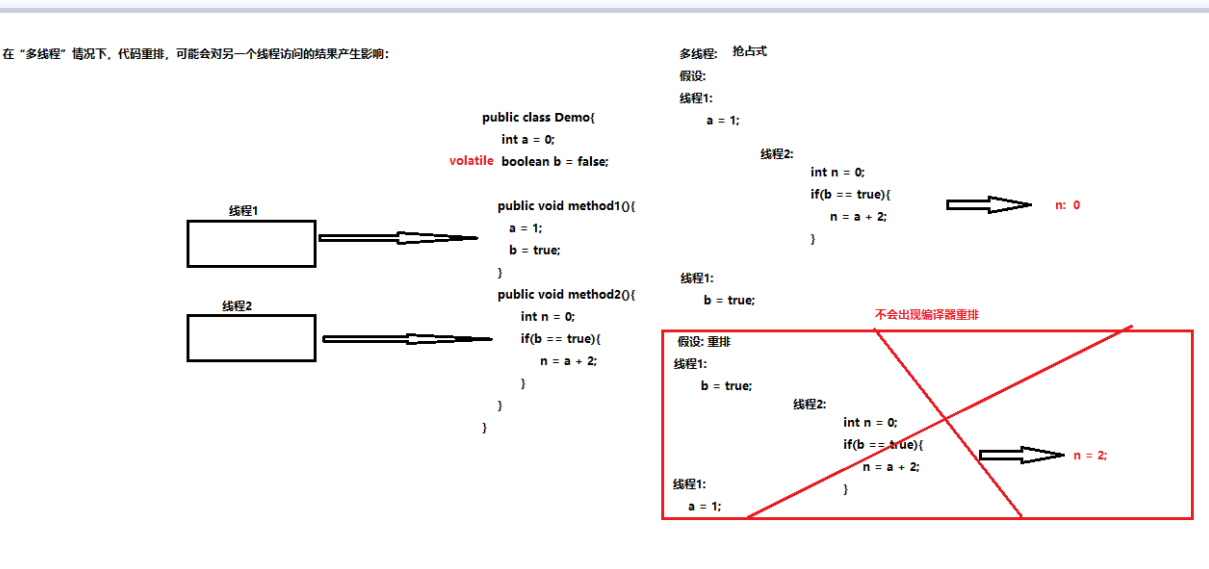 在“多线程”情况下，代码重排，可能会对另一个线程访问的结果产生影响：
public class Demo{
int a = 0;
volatile boolean b = false;
线程1
public void method1(){
a = 1;
b = true;
}
线程2
public void method2(){
int n = 0;
if(b == true){
n = a + 2;
}
}
}
多线程: 抢占式
假设:
线程1:
a = 1;
线程2:
int n = 0;
if(b == true){
n = a + 2;
}
n: 0
线程1:
b = true;
不会出现编译器重排
假设: 重排
线程1:
b = true;
线程2:
int n = 0;
if(b == true){
n = a + 2;
}
n = 2;
线程1:
a = 1;